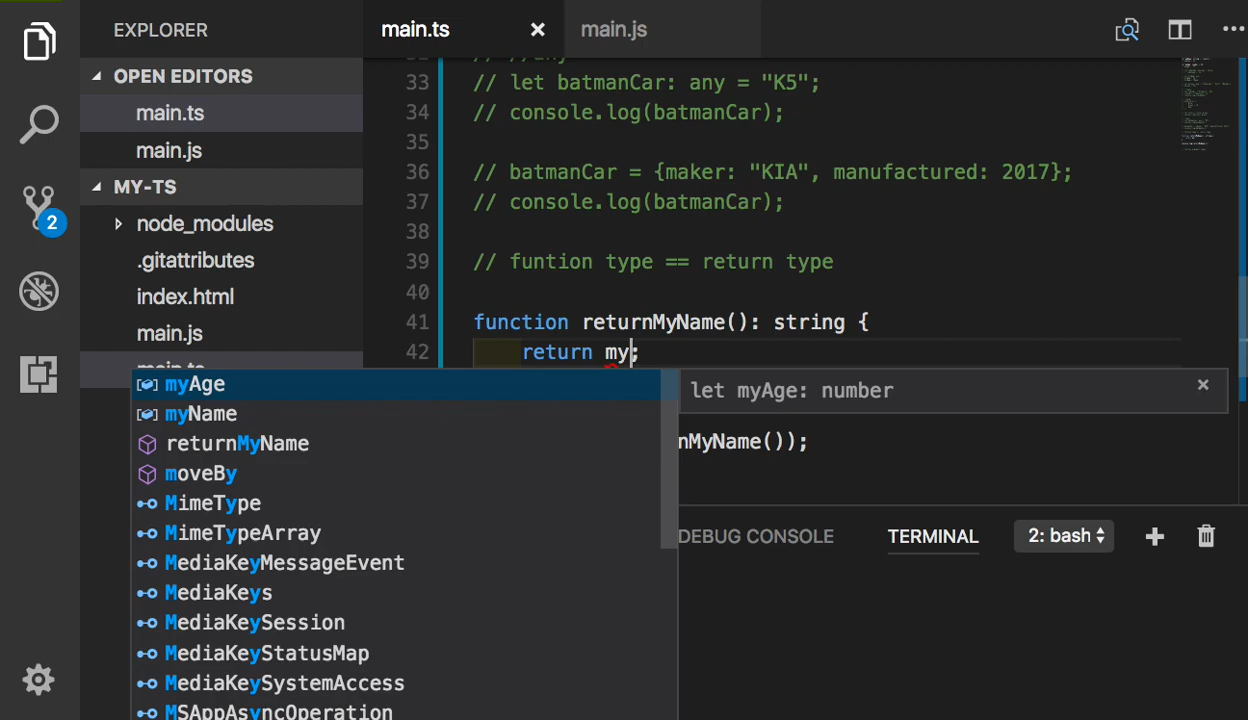 EXPLORER
OPEN EDITORS
main.ts
main.js
MY-TS
node_modules
.gitattributes
index.html
main.js
main.ts
2
main.ts
main.js
33 // let batmanCar: any = "K5";
34 // console.log(batmanCar);
35
36 // batmanCar = {maker: "KIA", manufactured: 2017};
37 // console.log(batmanCar);
38
39 // funtion type == return type
40
41 function returnMyName(): string {
42 return my;
myAge
myName
returnMyName
moveBy
MimeType
MimeTypeArray
MediaKeyMessageEvent
MediaKeys
MediaKeySession
MediaKeyStatusMap
MediaKeySystemAccess
MSAppAsyncOperation
let myAge: number
nMyName());
DEBUG CONSOLE
TERMINAL
2: bash